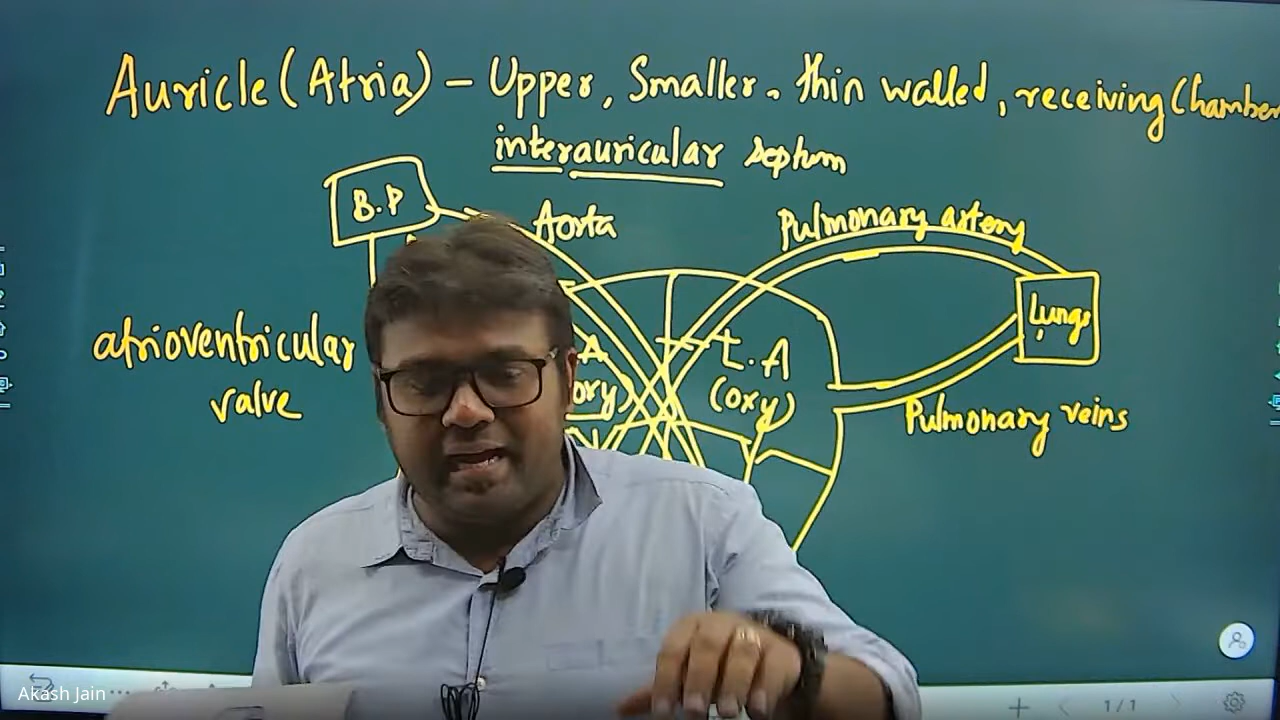 Auricle (Atria) - Upper, Smaller, thin walled, receiving Chamber
interauricular septum
B.P
Aorta
Pulmonary artery
Lungs
atrioventricular
valve
L.A
(oxy)
Pulmonary veins
Akash Jain
1/1